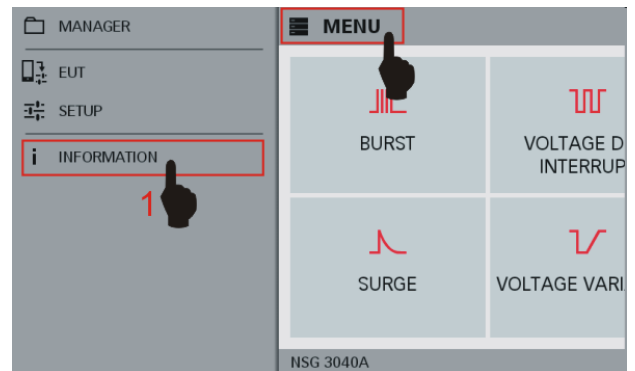 MANAGER
EUT
SETUP
INFORMATION
1
MENU
BURST
VOLTAGE D
INTERRUP
SURGE
VOLTAGE VARI
NSG 3040A